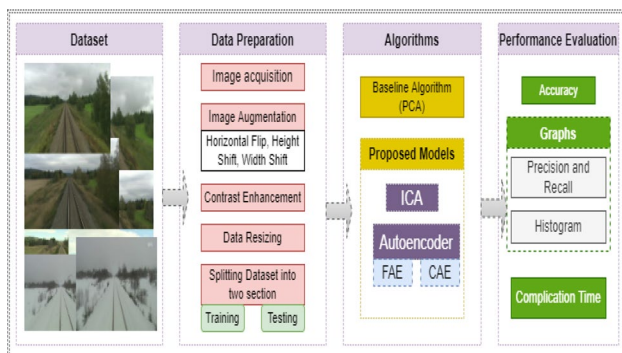 Dataset
Data Preparation
Image acquisition
Image Augmentation
Horizontal Flip, Height
Shift, Width Shift
Contrast Enhancement
Data Resizing
Splitting Dataset into
two section
Training
Testing
Algorithms
Baseline Algorithm
(PCA)
Proposed Models
ICA
Autoencoder
FAE
CAE
Performance Evaluation
Accuracy
Graphs
Precision and
Recall
Histogram
Complication Time